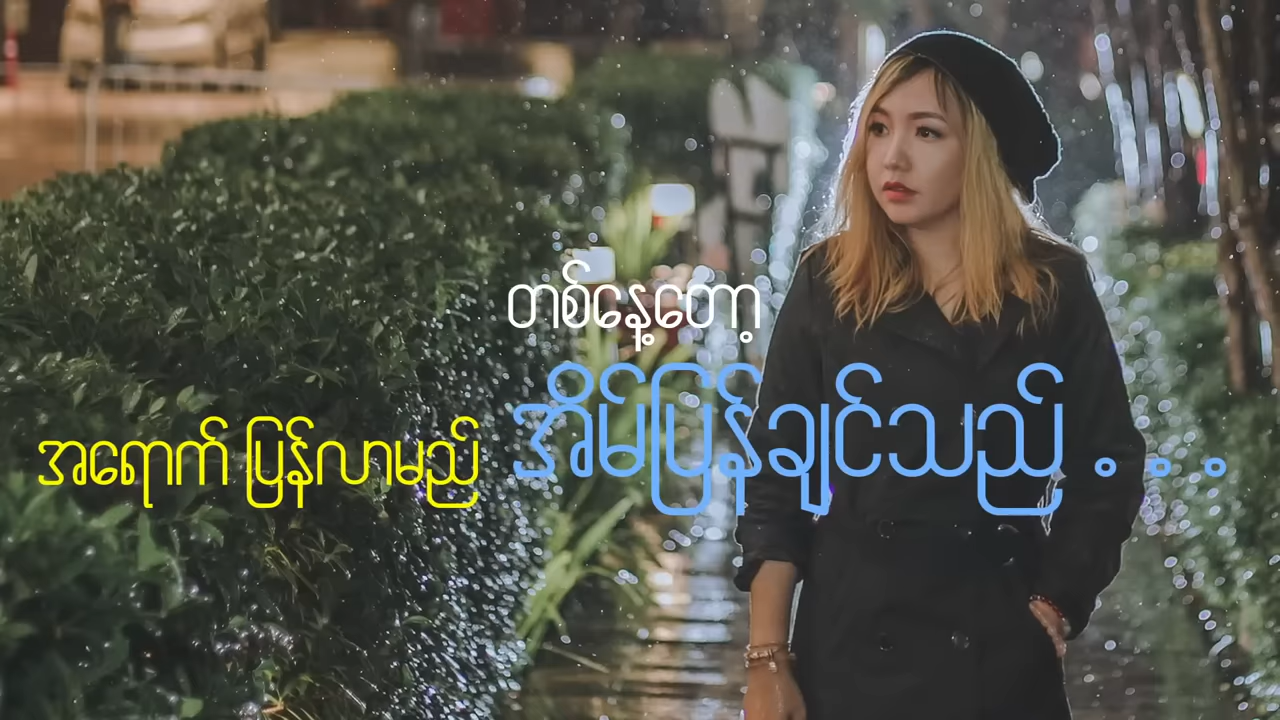 တစ်နေ့တော့
အိမ်ပြန်ချင်သည် . . .
အရောက် ပြန်လာမည်